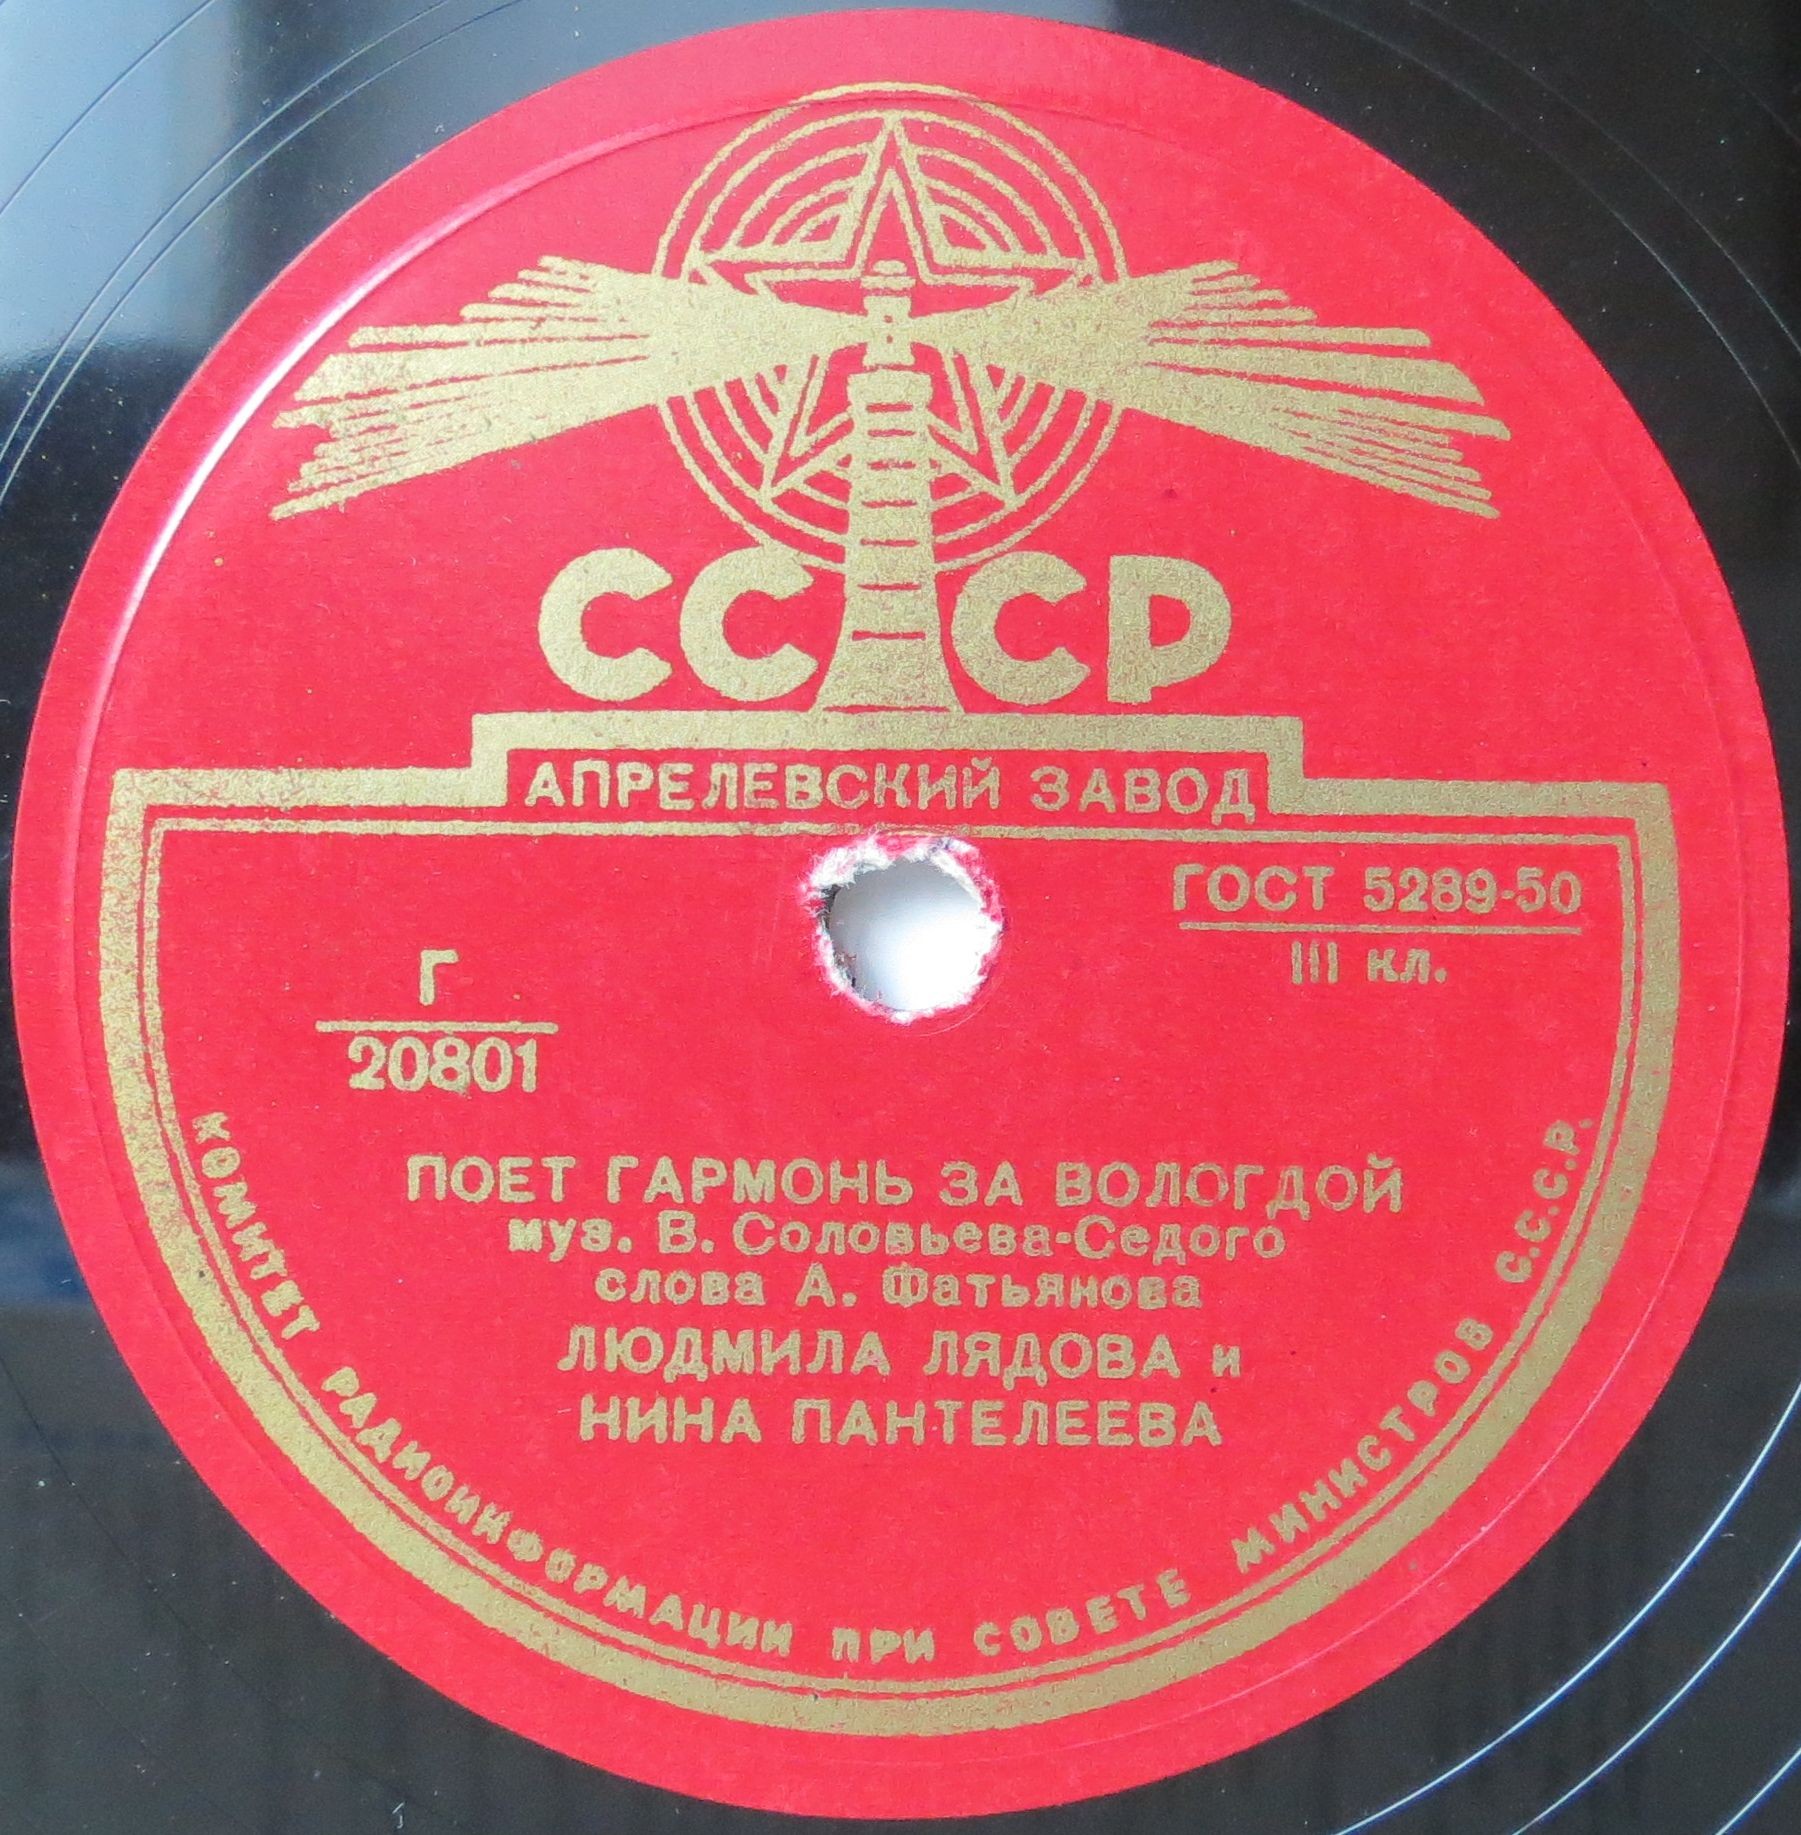 СССР
АПРЕЛЕВСКИЙ ЗАВОД
ГОСТ 5289-50
III кл.
Г
20801
ПОЕТ ГАРМОНЬ ЗА ВОЛОГДОЙ
муз. В. Соловьева-Седого
слова А. Фатьянова
ЛЮДМИЛА ЛЯДОВА и
НИНА ПАНТЕЛЕЕВА
КОМИТЕТ РАДИОИНФОРМАЦИИ ПРИ СОВЕТЕ МИНИСТРОВ С.С.С.Р.